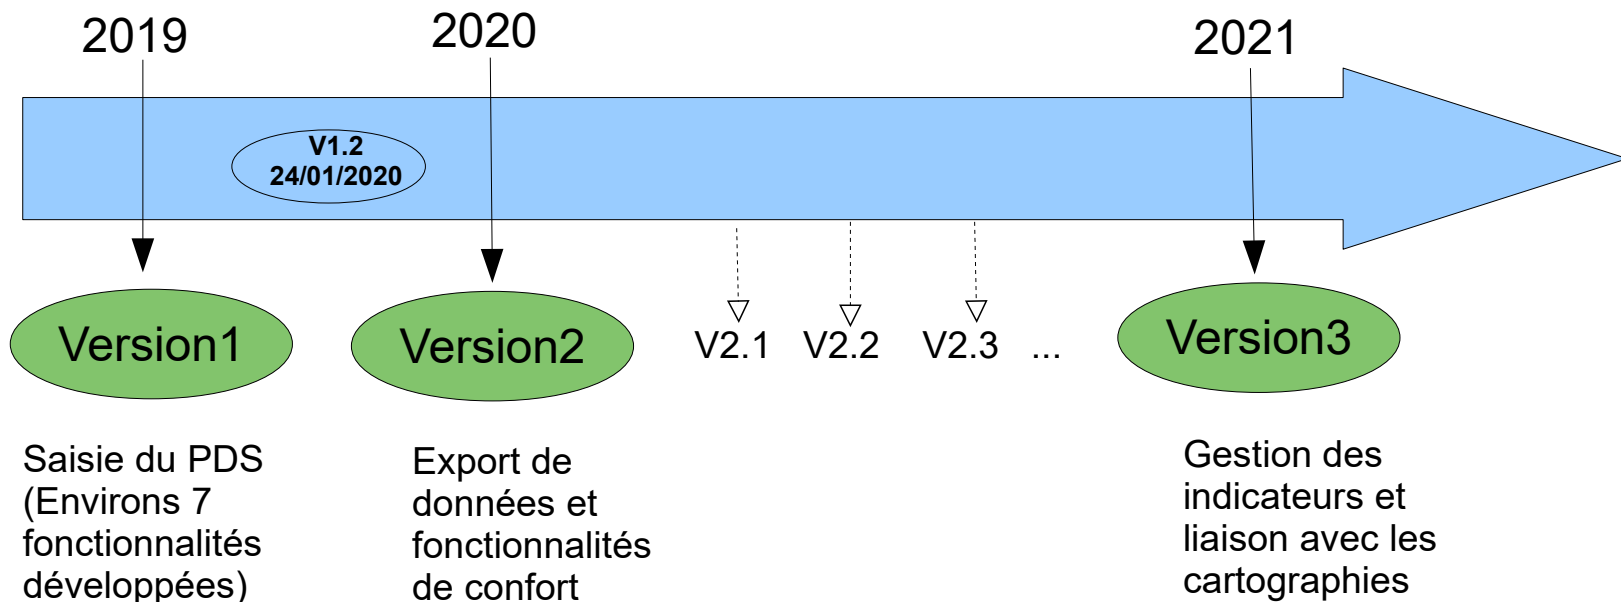 2019
2020
2021
V1.2
24/01/2020
Version1
Version2
V2.1
V2.2
V2.3
...
Version3
Saisie du PDS
(Environs 7
fonctionnalités
développées)
Export de
données et
fonctionnalités
de confort
Gestion des
indicateurs et
liaison avec les
cartographies